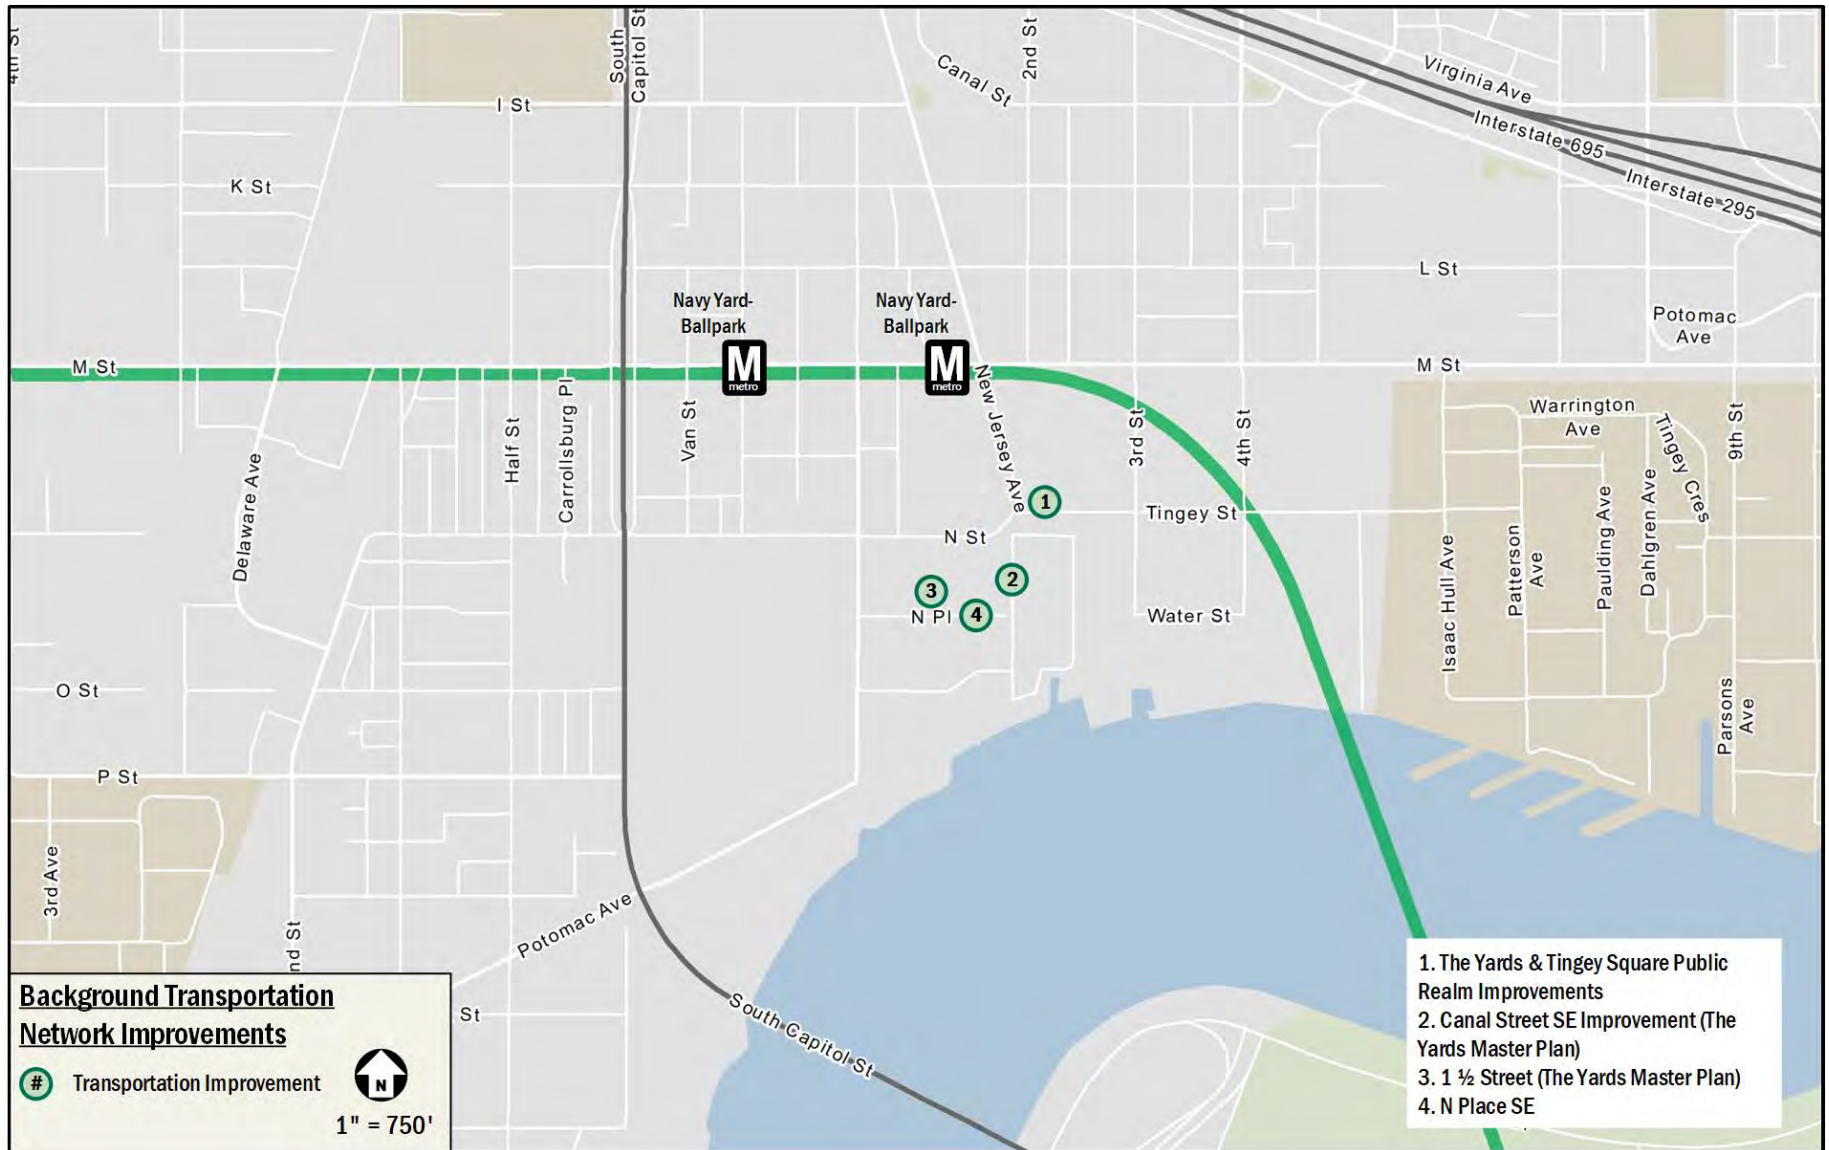 4th St
South
Capitol St
2nd St
Canal St
Virginia Ave
I St
Interstate 695
K St
Interstate 295
L St
Navy Yard-
Ballpark
Navy Yard-
Ballpark
Potomac
Ave
M St
M
metro
M
metro
M St
New Jersey Ave
Half St
Carrollsburg Pl
Van St
3rd St
4th St
Warrington
Ave
Tingey Cres
9th St
Delaware Ave
1
Tingey St
N St
Isaac Hull Ave
Patterson
Ave
Paulding Ave
Dahlgren Ave
2
3
N Pl
4
Water St
O St
Parsons
Ave
P St
3rd Ave
Potomac Ave
nd St
St
South Capitol St
Background Transportation
Network Improvements
# Transportation Improvement
N
1" = 750'
1. The Yards & Tingey Square Public
Realm Improvements
2. Canal Street SE Improvement (The
Yards Master Plan)
3. 1 ½ Street (The Yards Master Plan)
4. N Place SE